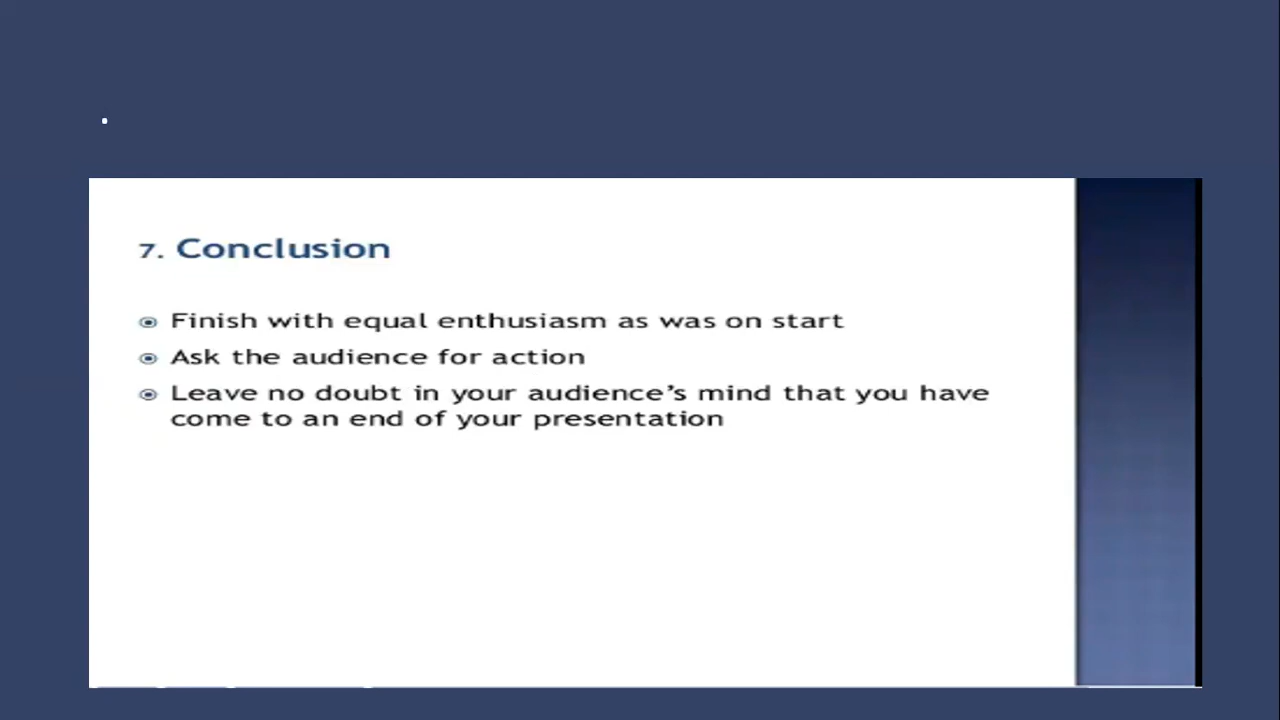 .
7. Conclusion
Finish with equal enthusiasm as was on start
Ask the audience for action
Leave no doubt in your audience's mind that you have
come to an end of your presentation